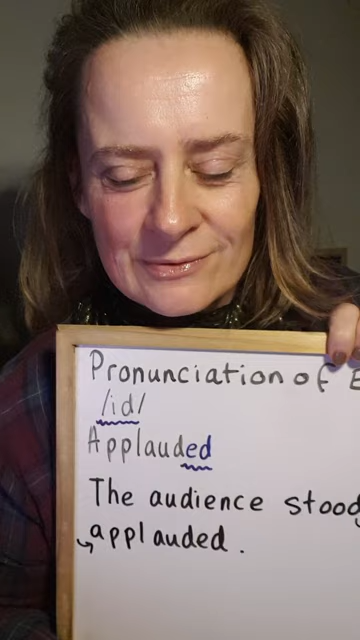 Pronunciation of E
/id/
Applauded
The audience stood
applauded.